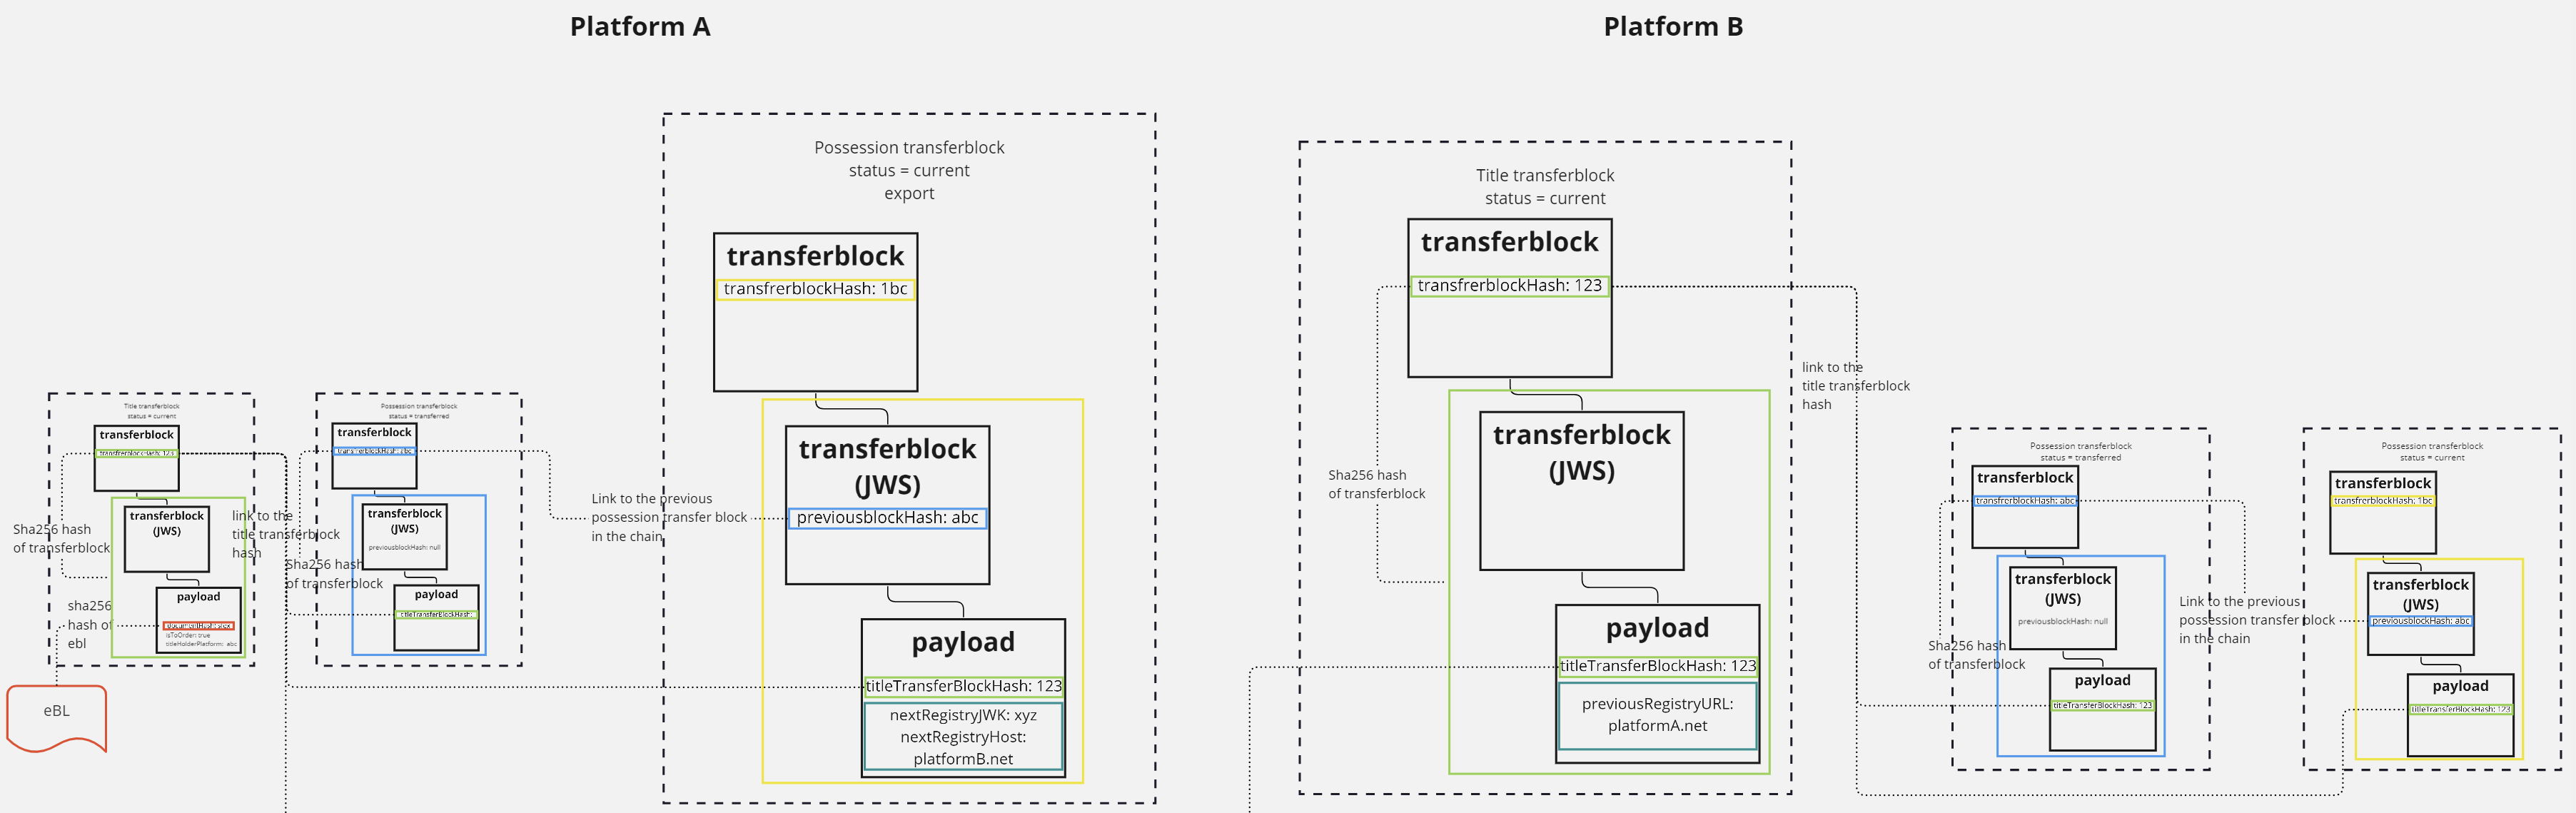 Platform A
Title transferblock
status = current
transferblock
transfrerblockHash: 123
transferblock
(JWS)
payload
isToOrder: true
titleHolderPlatform: abc
Sha256 hash
of transferblock
sha256
hash of
ebl
eBL
link to the
title transferblock
hash
Possession transferblock
status = transferred
transferblock
transfrerblockHash: abc
transferblock
(JWS)
previousblockHash: null
payload
titleTransferBlockHash:
Sha256 hash
of transferblock
Link to the previous
possession transfer block
in the chain
Possession transferblock
status = current
export
transferblock
transfrerblockHash: 1bc
transferblock
(JWS)
previousblockHash: abc
payload
titleTransferBlockHash: 123
nextRegistryJWK: xyz
nextRegistryHost:
platformB.net
Platform B
Title transferblock
status = current
transferblock
transfrerblockHash: 123
transferblock
(JWS)
Sha256 hash
of transferblock
payload
titleTransferBlockHash: 123
previousRegistryURL:
platformA.net
link to the
title transferblock
hash
Possession transferblock
status = transferred
transferblock
transfrerblockHash: abc
transferblock
(JWS)
previousblockHash: null
payload
titleTransferBlockHash: 123
Sha256 hash
of transferblock
Link to the previous
possession transfer block
in the chain
Possession transferblock
status = current
transferblock
transfrerblockHash: 1bc
transferblock
(JWS)
previousblockHash: abc
payload
titleTransferBlockHash: 123